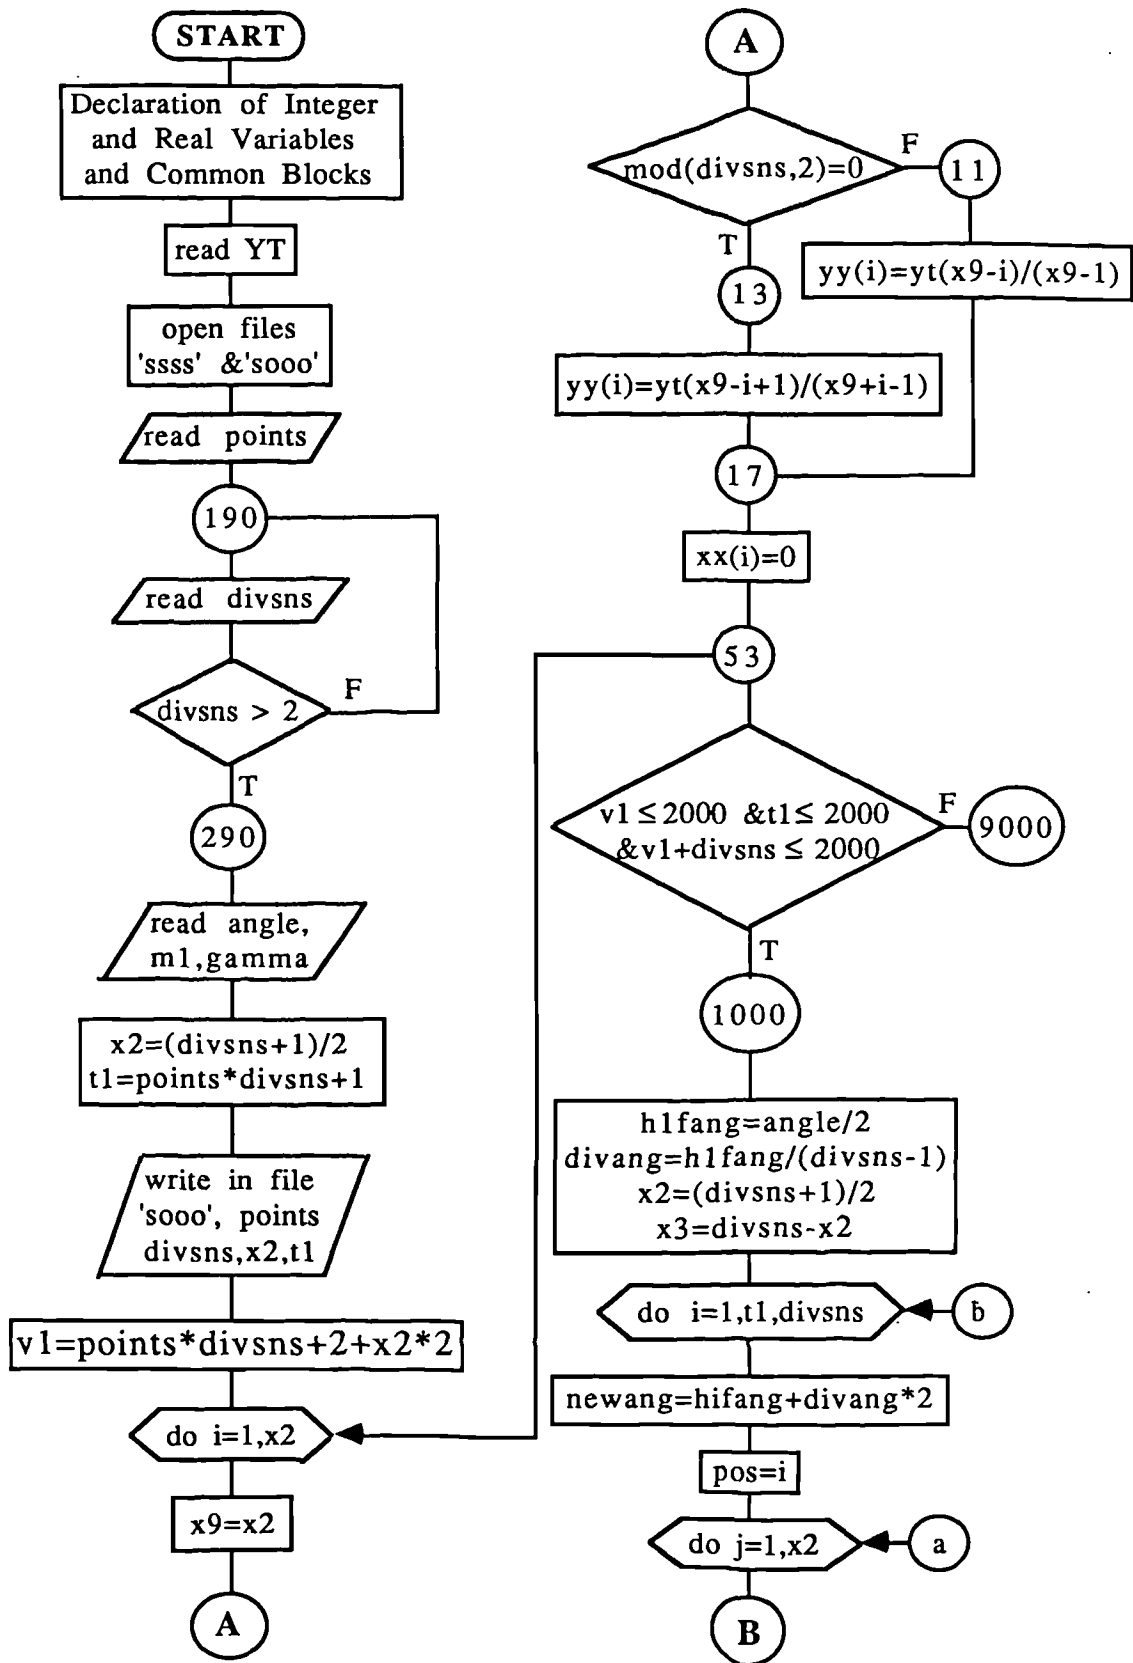 START
Declaration of Integer
and Real Variables
and Common Blocks
read YT
open files
'ssss' &'sooo'
read points
190
read divsns
divsns > 2
F
T
290
read angle,
m1,gamma
x2=(divsns+1)/2
t1=points*divsns+1
write in file
'sooo', points
divsns,x2,t1
v1=points*divsns+2+x2*2
do i=1,x2
x9=x2
A
A
mod(divsns,2)=0
F
11
T
yy(i)=yt(x9-i)/(x9-1)
13
yy(i)=yt(x9-i+1)/(x9+i-1)
17
xx(i)=0
53
v1≤2000 &t1≤2000
&v1+divsns≤2000
F
9000
T
1000
h1fang=angle/2
divang=h1fang/(divsns-1)
x2=(divsns+1)/2
x3=divsns-x2
do i=1,t1,divsns
b
newang=hifang+divang*2
pos=i
do j=1,x2
a
B